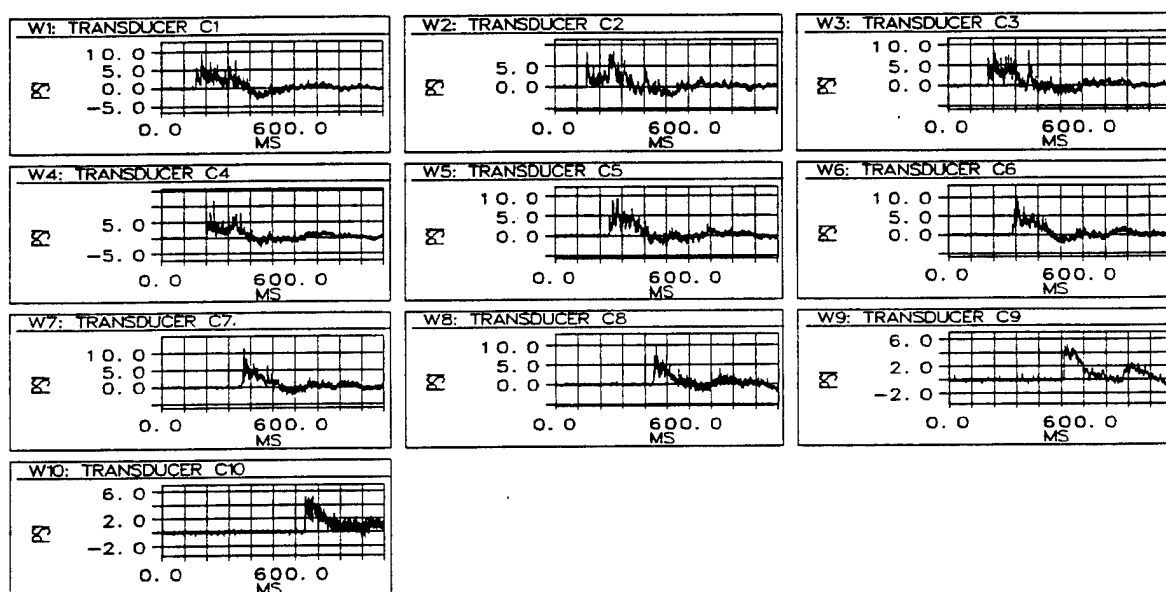 W1: TRANSDUCER C1
10.0
5.0
0.0
-5.0
0.0 600.0
MS
W2: TRANSDUCER C2
5.0
0.0
0.0 600.0
MS
W3: TRANSDUCER C3
10.0
5.0
0.0
0.0 600.0
MS
W4: TRANSDUCER C4
5.0
-5.0
0.0 600.0
MS
W5: TRANSDUCER C5
10.0
5.0
0.0
0.0 600.0
MS
W6: TRANSDUCER C6
10.0
5.0
0.0
0.0 600.0
MS
W7: TRANSDUCER C7.
10.0
5.0
0.0
0.0 600.0
MS
W8: TRANSDUCER C8
10.0
5.0
0.0
0.0 600.0
MS
W9: TRANSDUCER C9
6.0
2.0
-2.0
0.0 600.0
MS
W10: TRANSDUCER C10
6.0
2.0
-2.0
0.0 600.0
MS